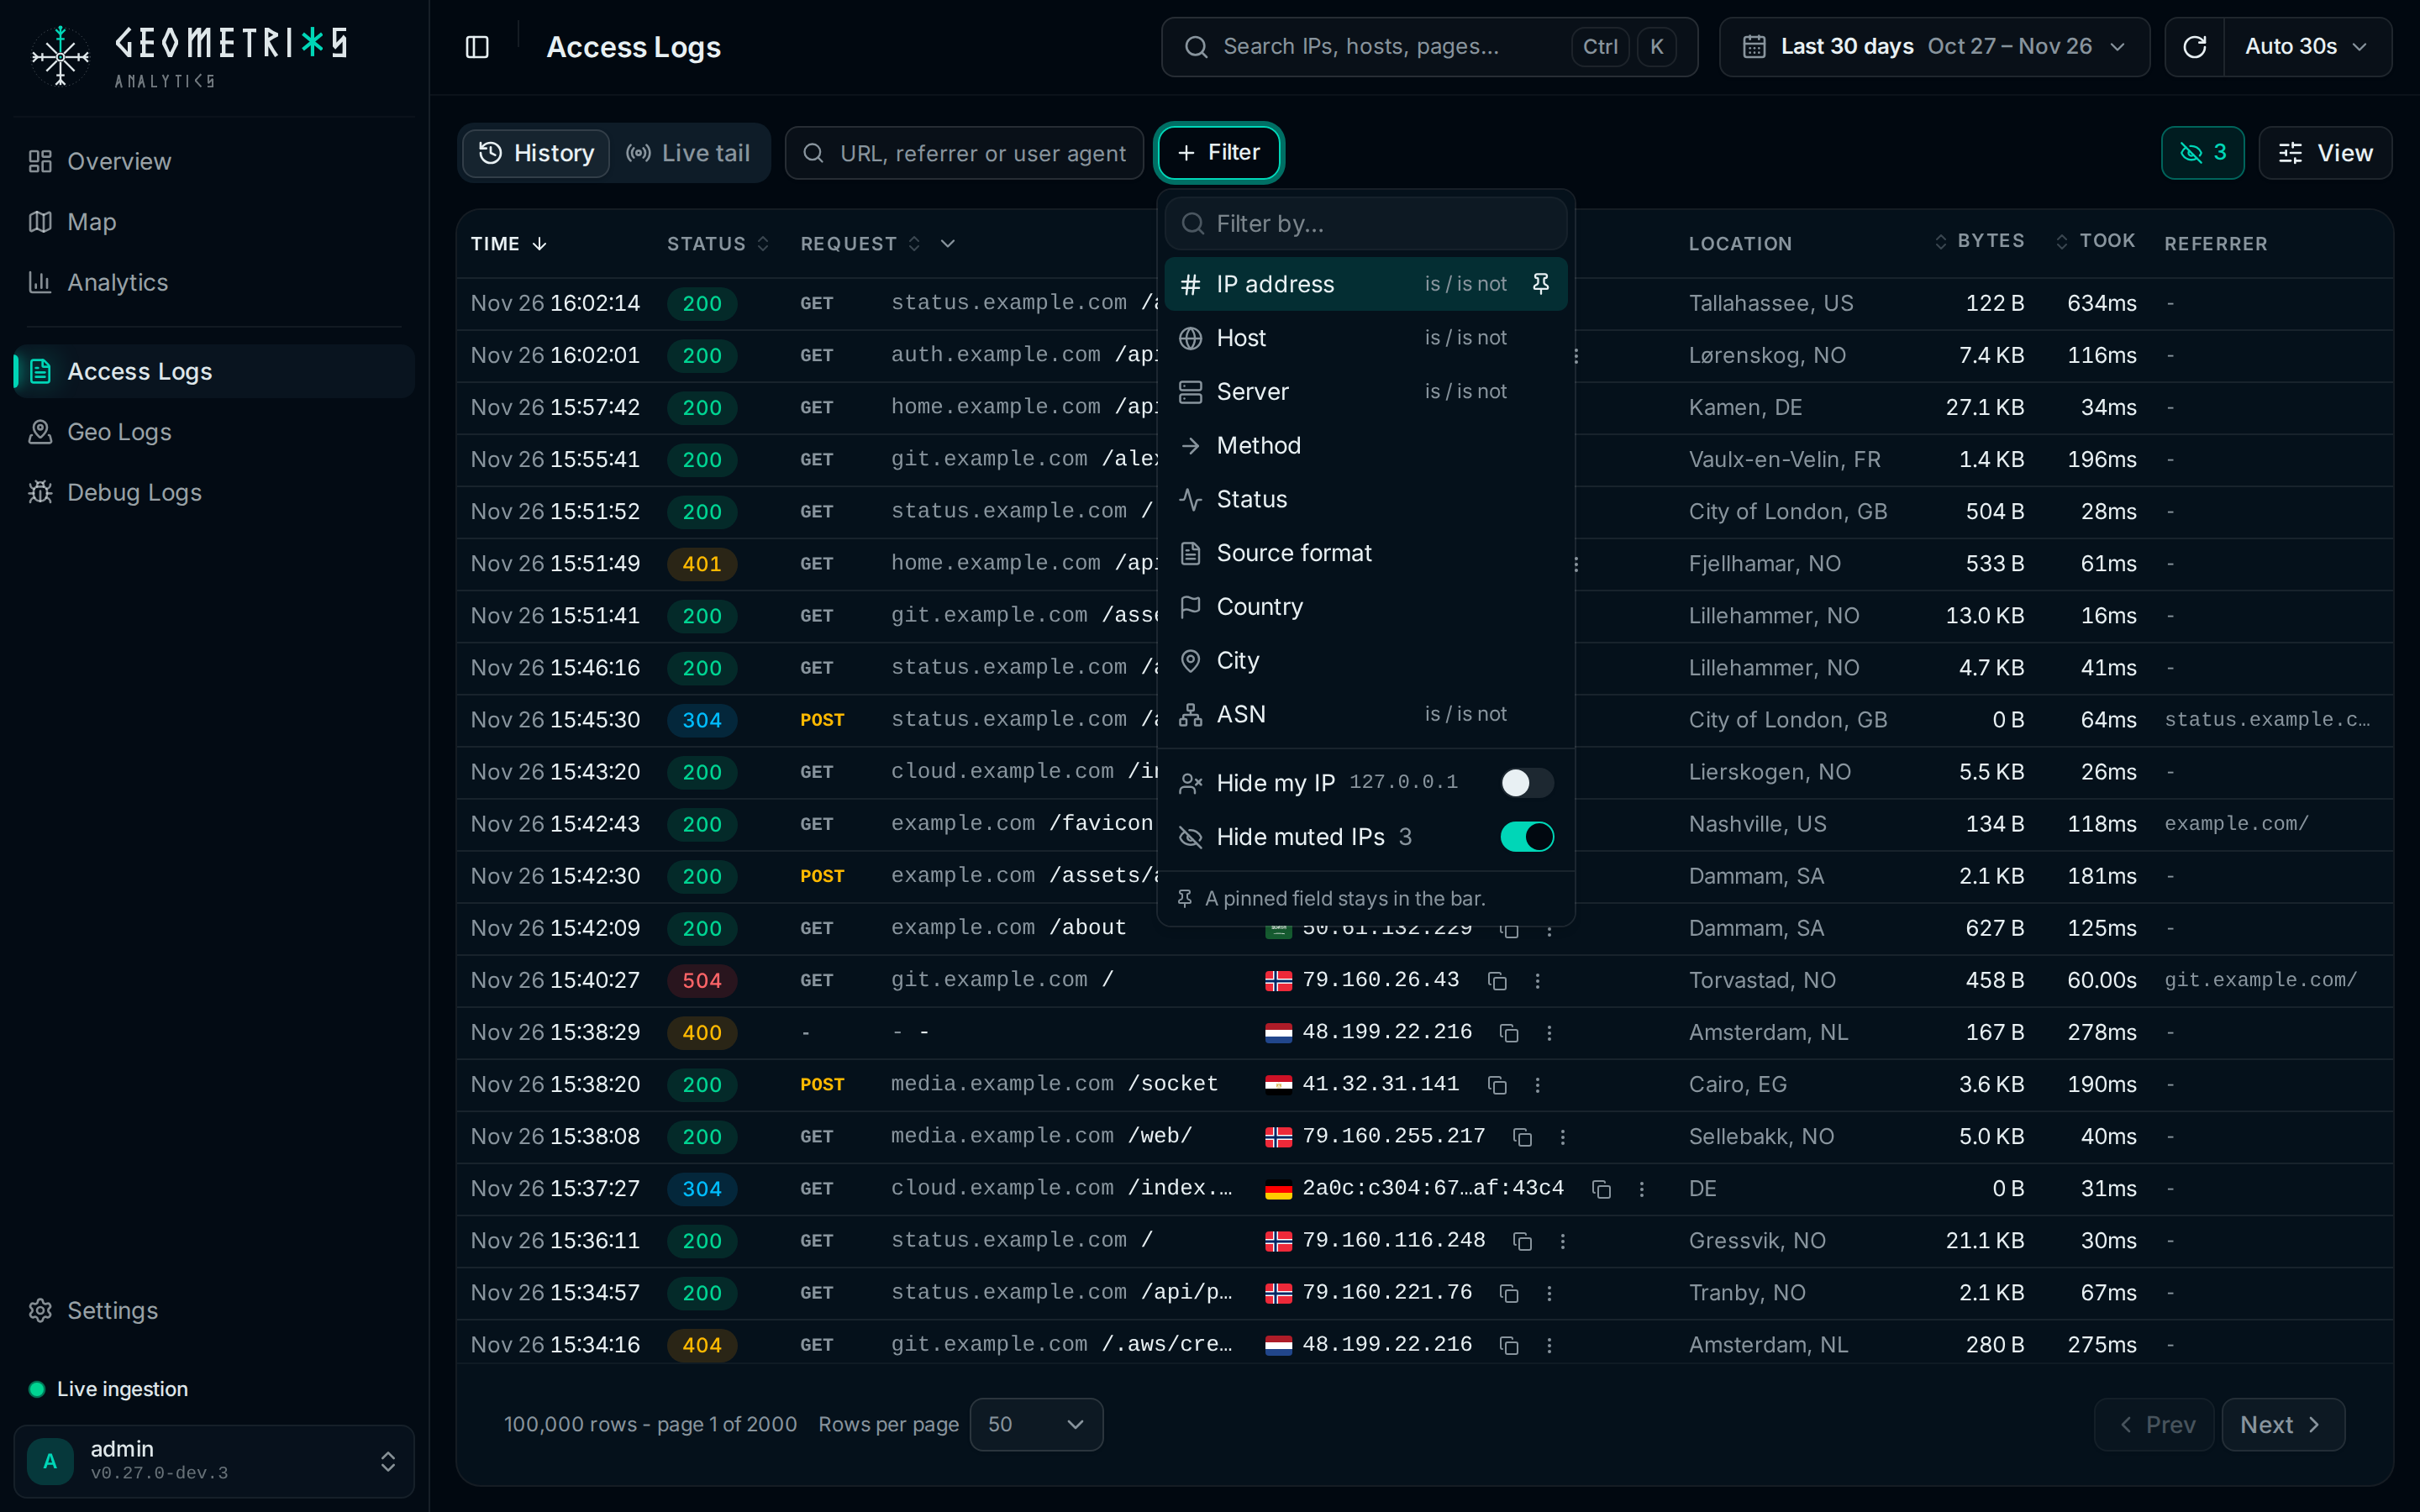 GEOMETRIKS
ANALYTICS
Overview
Map
Analytics
Access Logs
Geo Logs
Debug Logs
Settings
Live ingestion
A
admin
v0.27.0-dev.3
Access Logs
Search IPs, hosts, pages... Ctrl K
Last 30 days Oct 27 – Nov 26
Auto 30s
History Live tail URL, referrer or user agent + Filter 3 View
TIME STATUS REQUEST LOCATION BYTES TOOK REFERRER
Nov 26 16:02:14 200 GET status.example.com Tallahassee, US 122 B 634ms -
Nov 26 16:02:01 200 GET auth.example.com Lørenskog, NO 7.4 KB 116ms -
Nov 26 15:57:42 200 GET home.example.com Kamen, DE 27.1 KB 34ms -
Nov 26 15:55:41 200 GET git.example.com Vaulx-en-Velin, FR 1.4 KB 196ms -
Nov 26 15:51:52 200 GET status.example.com / City of London, GB 504 B 28ms -
Nov 26 15:51:49 401 GET home.example.com Fjellhamar, NO 533 B 61ms -
Nov 26 15:51:41 200 GET git.example.com Lillehammer, NO 13.0 KB 16ms -
Nov 26 15:46:16 200 GET status.example.com Lillehammer, NO 4.7 KB 41ms -
Nov 26 15:45:30 304 POST status.example.com City of London, GB 0 B 64ms status.example.c…
Nov 26 15:43:20 200 GET cloud.example.com Lierskogen, NO 5.5 KB 26ms -
Nov 26 15:42:43 200 GET example.com /favicon Nashville, US 134 B 118ms example.com/
Nov 26 15:42:30 200 POST example.com /assets/ Dammam, SA 2.1 KB 181ms -
Nov 26 15:42:09 200 GET example.com /about 50.61.132.229 Dammam, SA 627 B 125ms -
Nov 26 15:40:27 504 GET git.example.com / 79.160.26.43 Torvastad, NO 458 B 60.00s git.example.com/
Nov 26 15:38:29 400 - - - 48.199.22.216 Amsterdam, NL 167 B 278ms -
Nov 26 15:38:20 200 POST media.example.com /socket 41.32.31.141 Cairo, EG 3.6 KB 190ms -
Nov 26 15:38:08 200 GET media.example.com /web/ 79.160.255.217 Sellebakk, NO 5.0 KB 40ms -
Nov 26 15:37:27 304 GET cloud.example.com /index.… 2a0c:c304:67…af:43c4 DE 0 B 31ms -
Nov 26 15:36:11 200 GET status.example.com / 79.160.116.248 Gressvik, NO 21.1 KB 30ms -
Nov 26 15:34:57 200 GET status.example.com /api/p… 79.160.221.76 Tranby, NO 2.1 KB 67ms -
Nov 26 15:34:16 404 GET git.example.com /.aws/cre… 48.199.22.216 Amsterdam, NL 280 B 275ms -
Filter by...
IP address is / is not
Host is / is not
Server is / is not
Method
Status
Source format
Country
City
ASN is / is not
Hide my IP 127.0.0.1
Hide muted IPs 3
A pinned field stays in the bar.
100,000 rows - page 1 of 2000 Rows per page 50
Prev Next